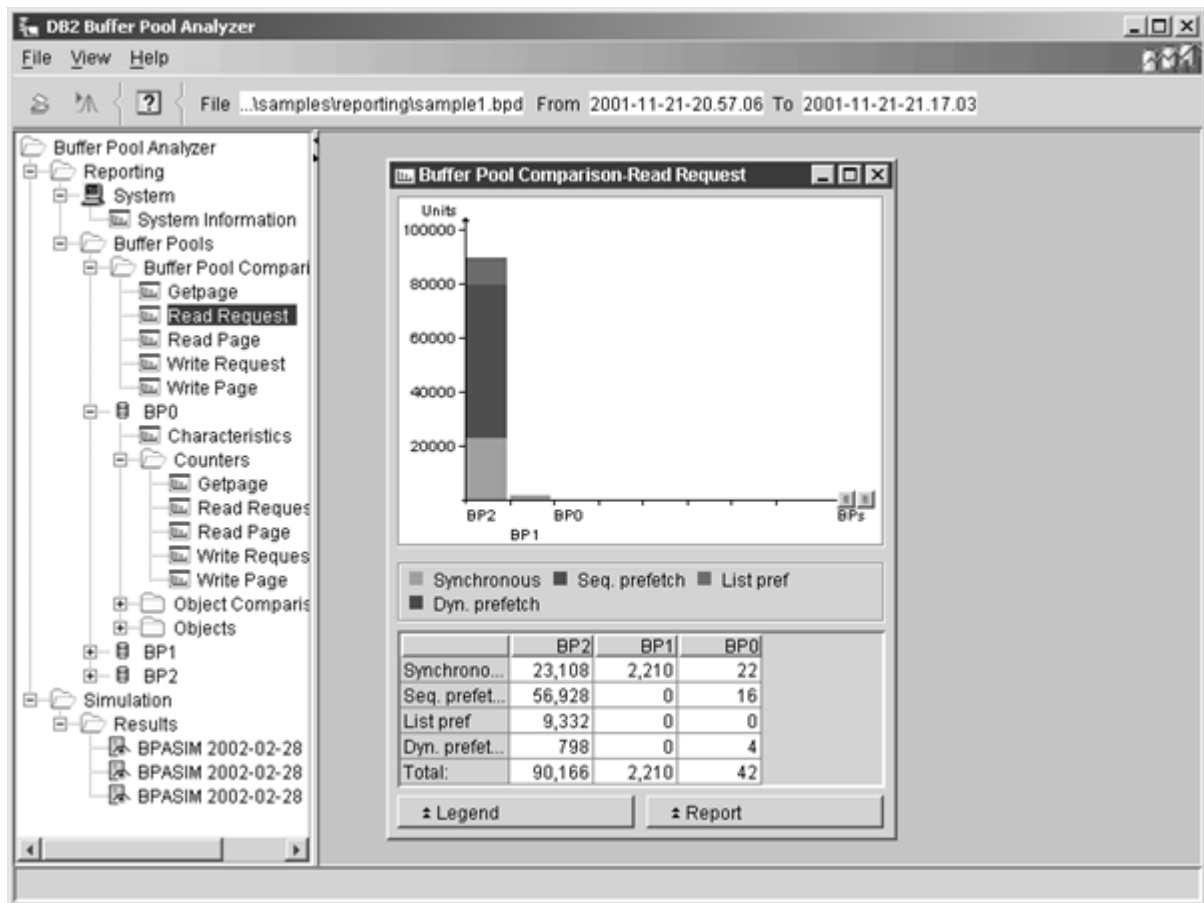 DB2 Buffer Pool Analyzer
File View Help
File ...\samples\reporting\sample1.bpd From 2001-11-21-20.57.06 To 2001-11-21-21.17.03
Buffer Pool Analyzer
Reporting
System
System Information
Buffer Pools
Buffer Pool Compari
Getpage
Read Request
Read Page
Write Request
Write Page
BP0
Characteristics
Counters
Getpage
Read Reques
Read Page
Write Reques
Write Page
Object Comparis
Objects
BP1
BP2
Simulation
Results
BPASIM 2002-02-28
BPASIM 2002-02-28
BPASIM 2002-02-28
Buffer Pool Comparison-Read Request
Units
100000
80000
60000
40000
20000
BP2 BP0 BPs
BP1
Synchronous Seq. prefetch List pref
Dyn. prefetch
BP2 BP1 BP0
Synchrono... 23,108 2,210 22
Seq. prefet... 56,928 0 16
List pref 9,332 0 0
Dyn. prefet... 798 0 4
Total: 90,166 2,210 42
Legend Report